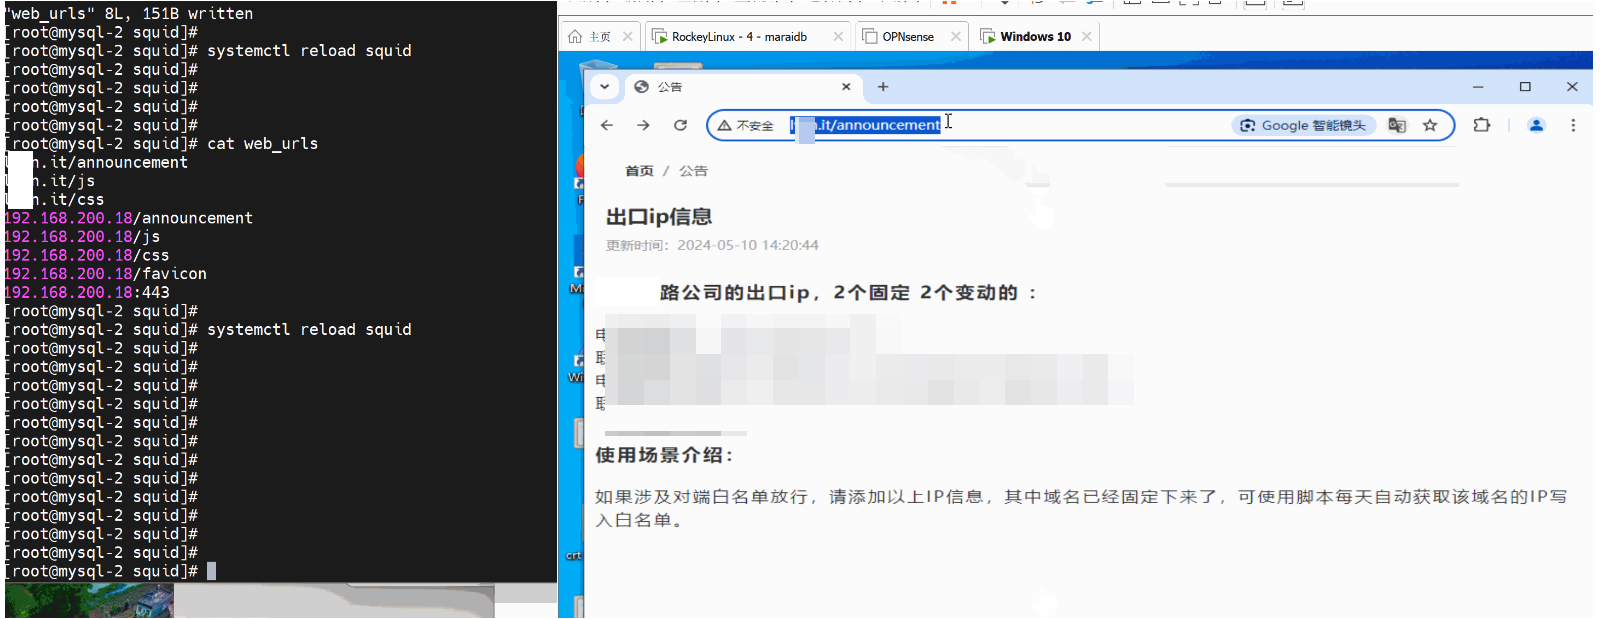 "web_urls" 8L, 151B written
[root@mysql-2 squid]#
[root@mysql-2 squid]# systemctl reload squid
[root@mysql-2 squid]#
[root@mysql-2 squid]#
[root@mysql-2 squid]#
[root@mysql-2 squid]#
[root@mysql-2 squid]# cat web_urls
n.it/announcement
n.it/js
n.it/css
192.168.200.18/announcement
192.168.200.18/js
192.168.200.18/css
192.168.200.18/favicon
192.168.200.18:443
[root@mysql-2 squid]#
[root@mysql-2 squid]# systemctl reload squid
[root@mysql-2 squid]#
[root@mysql-2 squid]#
[root@mysql-2 squid]#
[root@mysql-2 squid]#
[root@mysql-2 squid]#
[root@mysql-2 squid]#
[root@mysql-2 squid]#
[root@mysql-2 squid]#
[root@mysql-2 squid]#
[root@mysql-2 squid]#
[root@mysql-2 squid]#
[root@mysql-2 squid]#
[root@mysql-2 squid]#
主页
RockeyLinux - 4 - maraidb
OPNsense
Windows 10
公告
不安全
.it/announcement
Google 智能镜头
首页 / 公告
出口ip信息
更新时间：2024-05-10 14:20:44
路公司的出口ip，2个固定 2个变动的 ：
使用场景介绍：
如果涉及对端白名单放行，请添加以上IP信息，其中域名已经固定下来了，可使用脚本每天自动获取该域名的IP写
入白名单。
crt